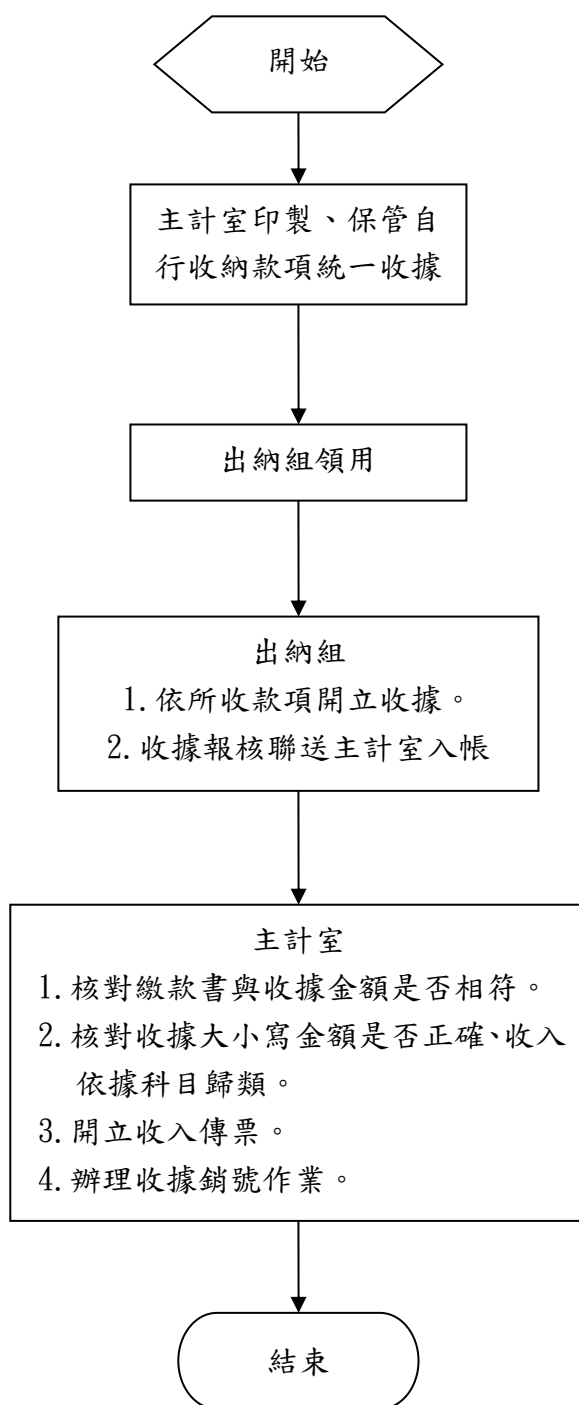 開始
主計室印製、保管自
行收納款項統一收據
出納組領用
出納組
1.依所收款項開立收據。
2.收據報核聯送主計室入帳
主計室
1.核對繳款書與收據金額是否相符。
2.核對收據大小寫金額是否正確、收入
依據科目歸類。
3.開立收入傳票。
4.辦理收據銷號作業。
結束